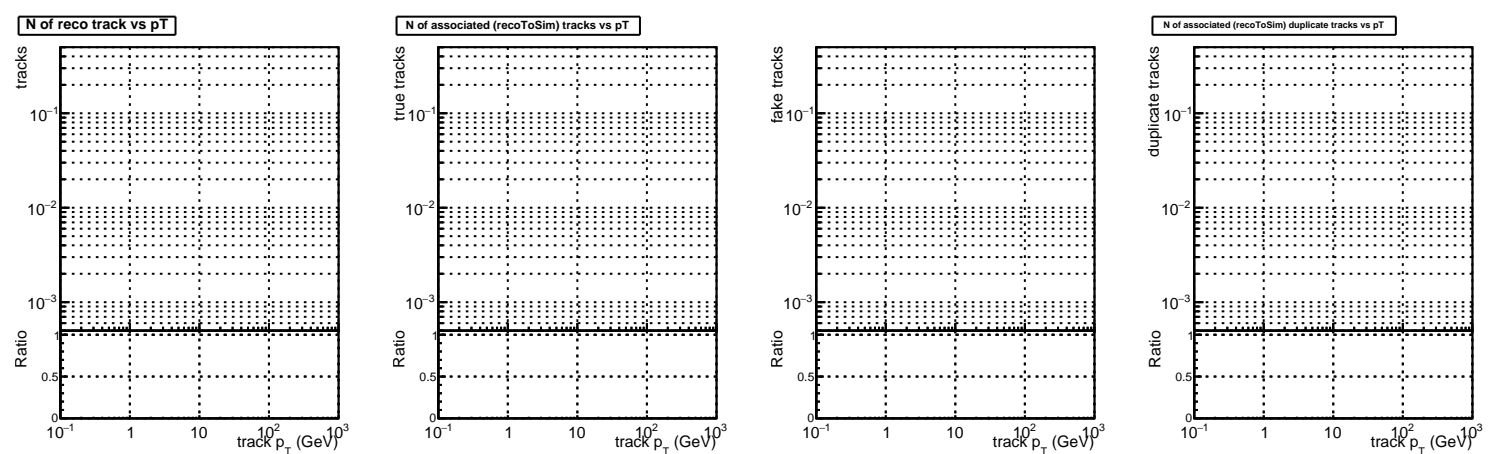 N of reco track vs pT
tracks
10⁻¹
10⁻²
10⁻³
Ratio
1
0.5
0
10⁻¹ 1 10 10² 10³
track p_T (GeV)
N of associated (recoToSim) tracks vs pT
true tracks
10⁻¹
10⁻²
10⁻³
Ratio
1
0.5
0
10⁻¹ 1 10 10² 10³
track p_T (GeV)
fake tracks
10⁻¹
10⁻²
10⁻³
Ratio
1
0.5
0
10⁻¹ 1 10 10² 10³
track p_T (GeV)
N of associated (recoToSim) duplicate tracks vs pT
duplicate tracks
10⁻¹
10⁻²
10⁻³
Ratio
1
0.5
0
10⁻¹ 1 10 10² 10³
track p_T (GeV)